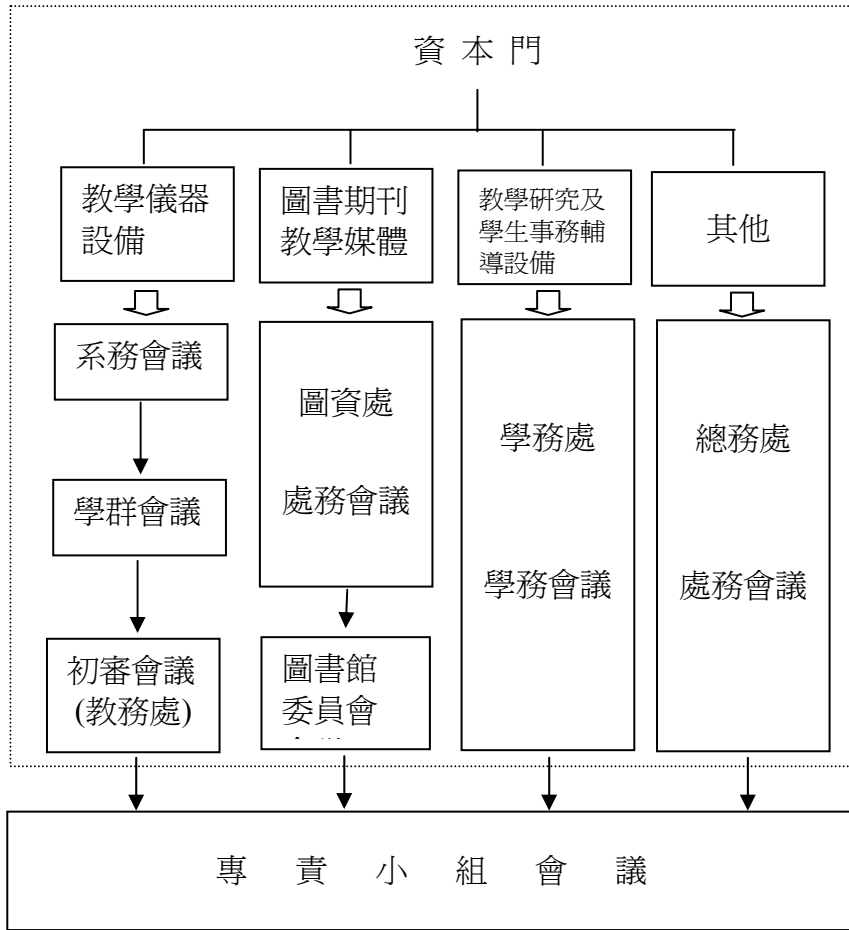 資 本 門
教學儀器
設備
圖書期刊
教學媒體
教學研究及
學生事務輔
導設備
其他
系務會議
學群會議
初審會議
(教務處)
圖資處
處務會議
圖書館
委員會
學務處
學務會議
總務處
處務會議
專 責 小 組 會 議